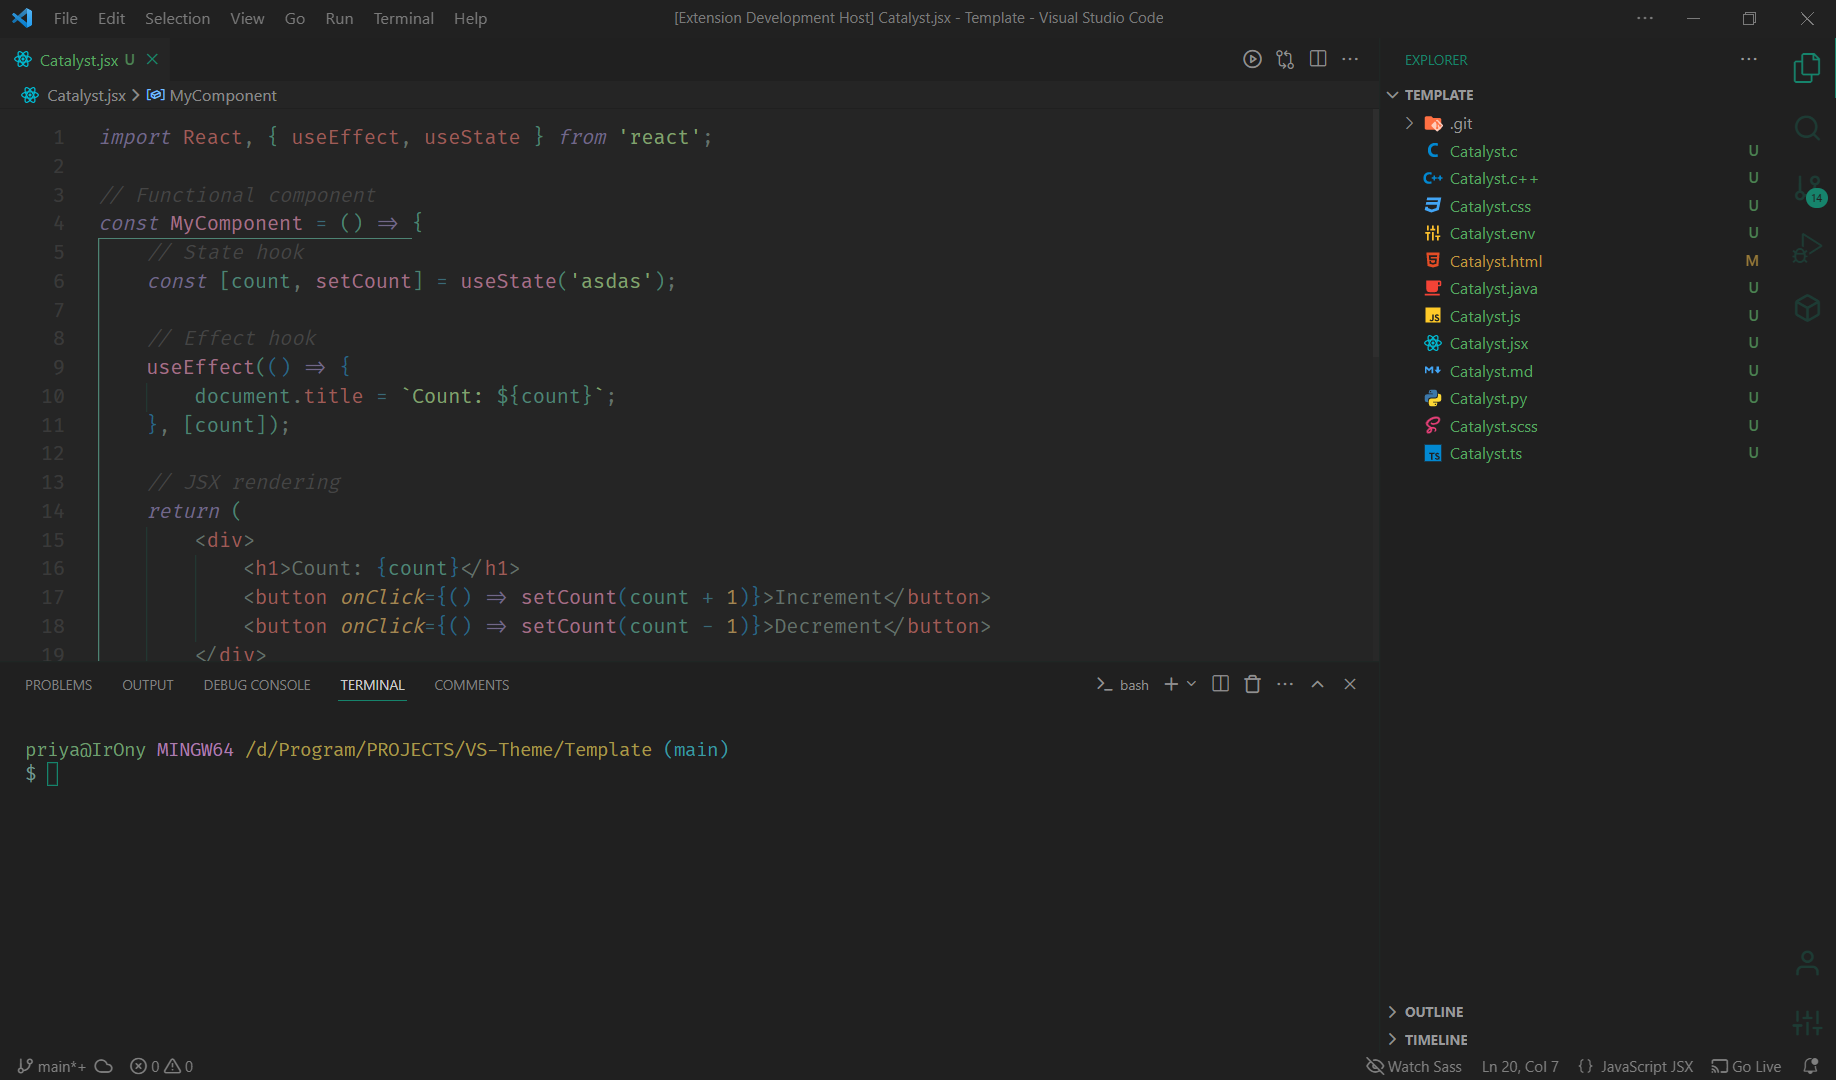 File Edit Selection View Go Run Terminal Help
[Extension Development Host] Catalyst.jsx - Template - Visual Studio Code
Catalyst.jsx U
Catalyst.jsx > MyComponent
1 import React, { useEffect, useState } from 'react';
2
3 // Functional component
4 const MyComponent = () => {
5 // State hook
6 const [count, setCount] = useState('asdas');
7
8 // Effect hook
9 useEffect(() => {
10 document.title = `Count: ${count}`;
11 }, [count]);
12
13 // JSX rendering
14 return (
15 <div>
16 <h1>Count: {count}</h1>
17 <button onClick={() => setCount(count + 1)}>Increment</button>
18 <button onClick={() => setCount(count - 1)}>Decrement</button>
19 </div>
PROBLEMS OUTPUT DEBUG CONSOLE TERMINAL COMMENTS
bash
priya@IrOny MINGW64 /d/Program/PROJECTS/VS-Theme/Template (main)
$
EXPLORER
TEMPLATE
.git
C Catalyst.c U
C++ Catalyst.c++ U
Catalyst.css U
Catalyst.env U
5 Catalyst.html M
Catalyst.java U
JS Catalyst.js U
Catalyst.jsx U
M Catalyst.md U
Catalyst.py U
Catalyst.scss U
TS Catalyst.ts U
OUTLINE
TIMELINE
14
main*+ 0 0
Watch Sass Ln 20, Col 7 {} JavaScript JSX Go Live